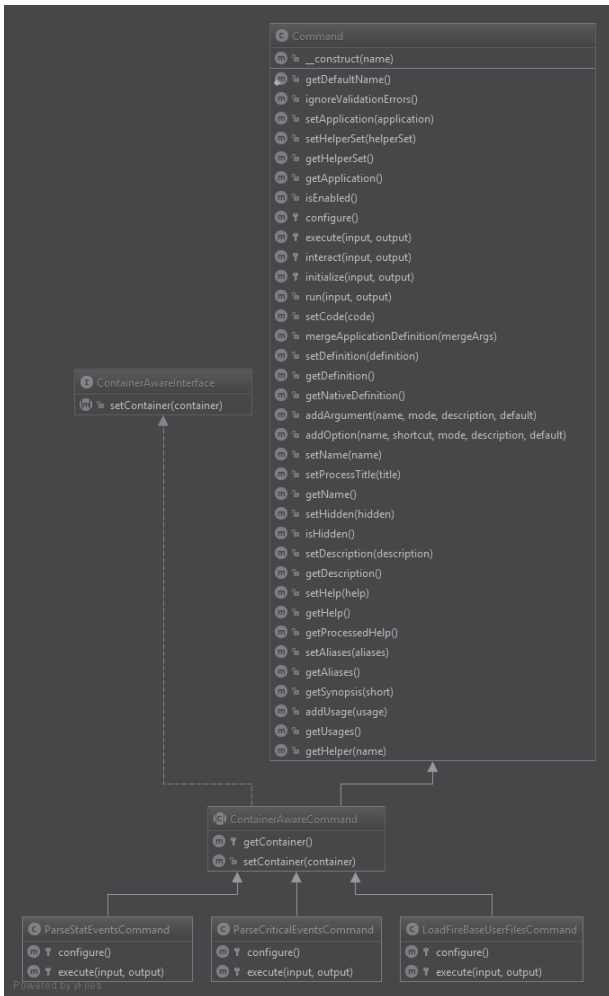 Command
__construct(name)
getDefaultName()
ignoreValidationErrors()
setApplication(application)
setHelperSet(helperSet)
getHelperSet()
getApplication()
isEnabled()
configure()
execute(input, output)
interact(input, output)
initialize(input, output)
run(input, output)
setCode(code)
mergeApplicationDefinition(mergeArgs)
setDefinition(definition)
getDefinition()
getNativeDefinition()
addArgument(name, mode, description, default)
addOption(name, shortcut, mode, description, default)
setName(name)
setProcessTitle(title)
getName()
setHidden(hidden)
isHidden()
setDescription(description)
getDescription()
setHelp(help)
getHelp()
getProcessedHelp()
setAliases(aliases)
getAliases()
getSynopsis(short)
addUsage(usage)
getUsages()
getHelper(name)
ContainerAwareInterface
setContainer(container)
ContainerAwareCommand
getContainer()
setContainer(container)
ParseStatEventsCommand
configure()
execute(input, output)
ParseCriticalEventsCommand
configure()
execute(input, output)
LoadFireBaseUserFilesCommand
configure()
execute(input, output)
Powered by yFiles